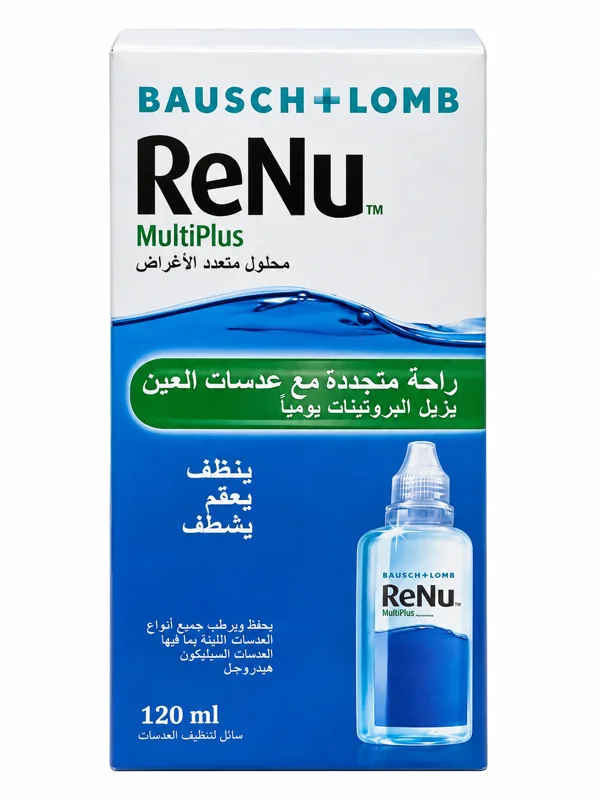 BAUSCH+LOMB
ReNu™
MultiPlus
محلول متعدد الأغراض
راحة متجددة مع عدسات العين
يزيل البروتينات يومياً
ينظف
يعقم
يشطف
يحفظ ويرطب جميع أنواع
العدسات اللينة بما فيها
العدسات السيليكون
هيدروجل
120 ml
سائل لتنظيف العدسات
BAUSCH+LOMB
ReNu™
MultiPlus